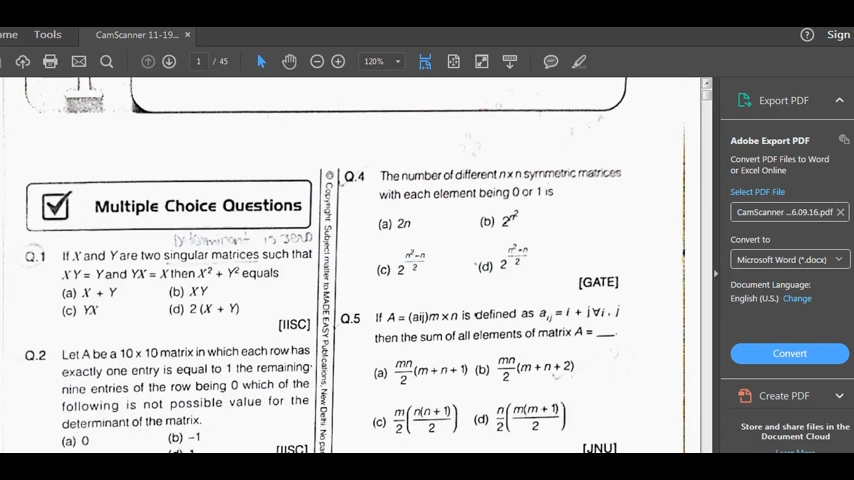 ome Tools CamScanner 11-19... × Sign
1 / 45 120%
Multiple Choice Questions
Determinant is zero
Q.1 If X and Y are two singular matrices such that
XY = Y and YX = X then X² + Y² equals
(a) X + Y (b) XY
(c) YX (d) 2(X + Y)
[IISC]
Q.2 Let A be a 10 x 10 matrix in which each row has
exactly one entry is equal to 1 the remaining
nine entries of the row being 0 which of the
following is not possible value for the
determinant of the matrix.
(a) 0 (b) –1
[IISC]
© Copyright: Subject matter to MADE EASY Publications, New Delhi. No
Q.4 The number of different n x n symmetric matrices
with each element being 0 or 1 is
(a) 2n (b) 2^n²
(c) 2^(n²–n)/2 (d) 2^(n²+n)/2
[GATE]
Q.5 If A = (aij)m × n is defined as a_ij = i + j ∀ i, j
then the sum of all elements of matrix A = ___.
(a) mn/2 (m + n + 1) (b) mn/2 (m + n + 2)
(c) m/2 (n(n + 1)/2) (d) n/2 (m(m + 1)/2)
[JNU]
Export PDF
Adobe Export PDF
Convert PDF Files to Word
or Excel Online
Select PDF File
CamScanner ...6.09.16.pdf ×
Convert to
Microsoft Word (*.docx)
Document Language:
English (U.S.) Change
Convert
Create PDF
Store and share files in the
Document Cloud